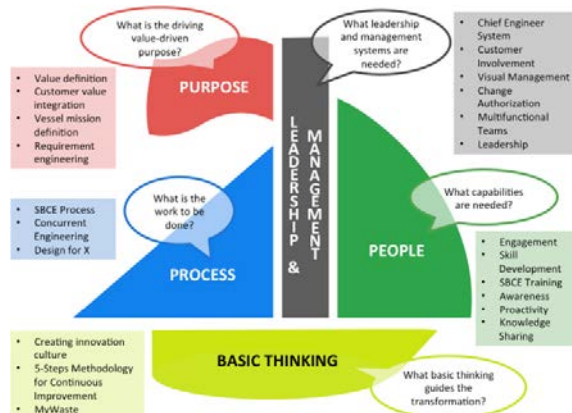 What is the driving
value-driven
purpose?
What leadership
and management
systems are
needed?
• Chief Engineer
System
• Customer
Involvement
• Visual Management
• Change
Authorization
• Multifunctional
Teams
• Leadership
• Value definition
• Customer value
integration
• Vessel mission
definition
• Requirement
engineering
PURPOSE
LEADERSHIP &
MANAGEMENT
What is the
work to be
done?
What capabilities
are needed?
• SBCE Process
• Concurrent
Engineering
• Design for X
PROCESS
PEOPLE
• Engagement
• Skill
Development
• SBCE Training
• Awareness
• Proactivity
• Knowledge
Sharing
• Creating innovation
culture
• 5-Steps Methodology
for Continuous
Improvement
• MyWaste
BASIC THINKING
What basic thinking
guides the
transformation?